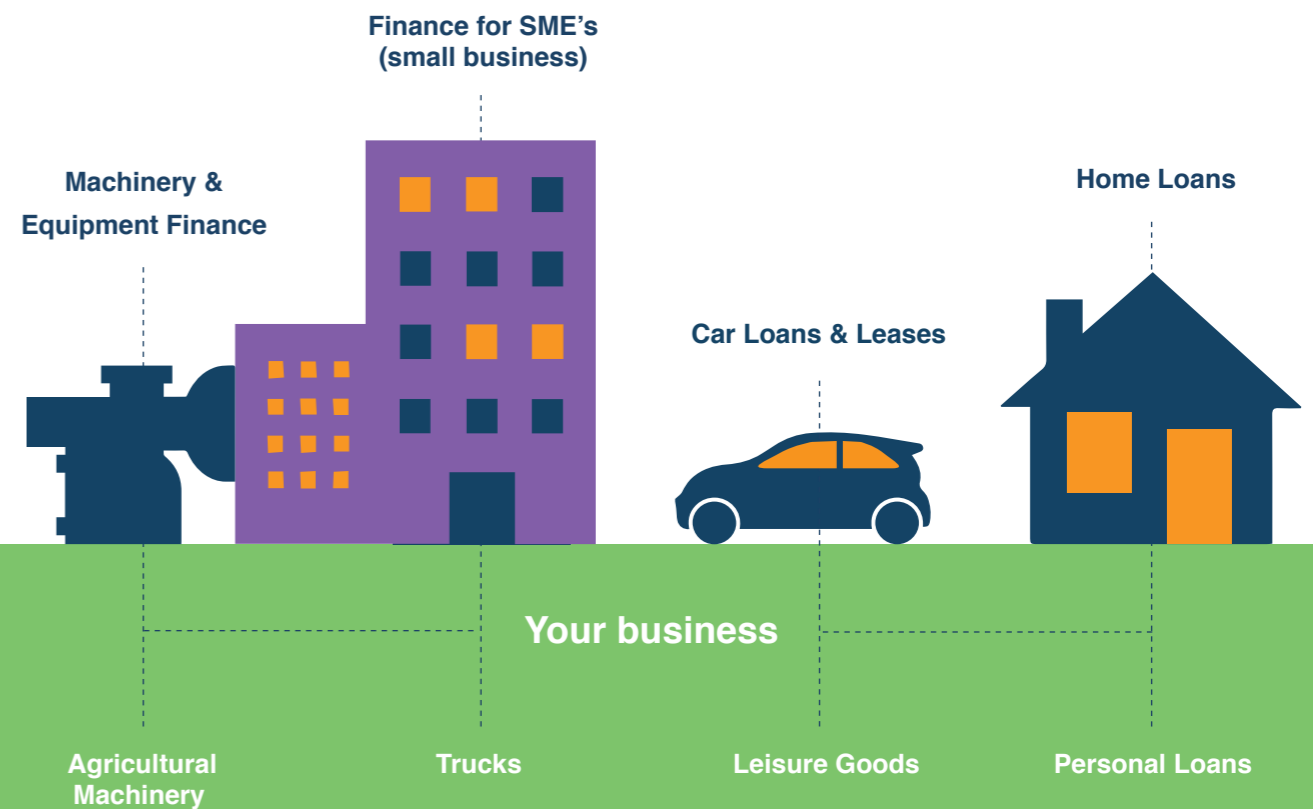 Finance for SME’s
(small business)
Machinery &
Equipment Finance
Home Loans
Car Loans & Leases
Your business
Agricultural
Machinery
Trucks
Leisure Goods
Personal Loans